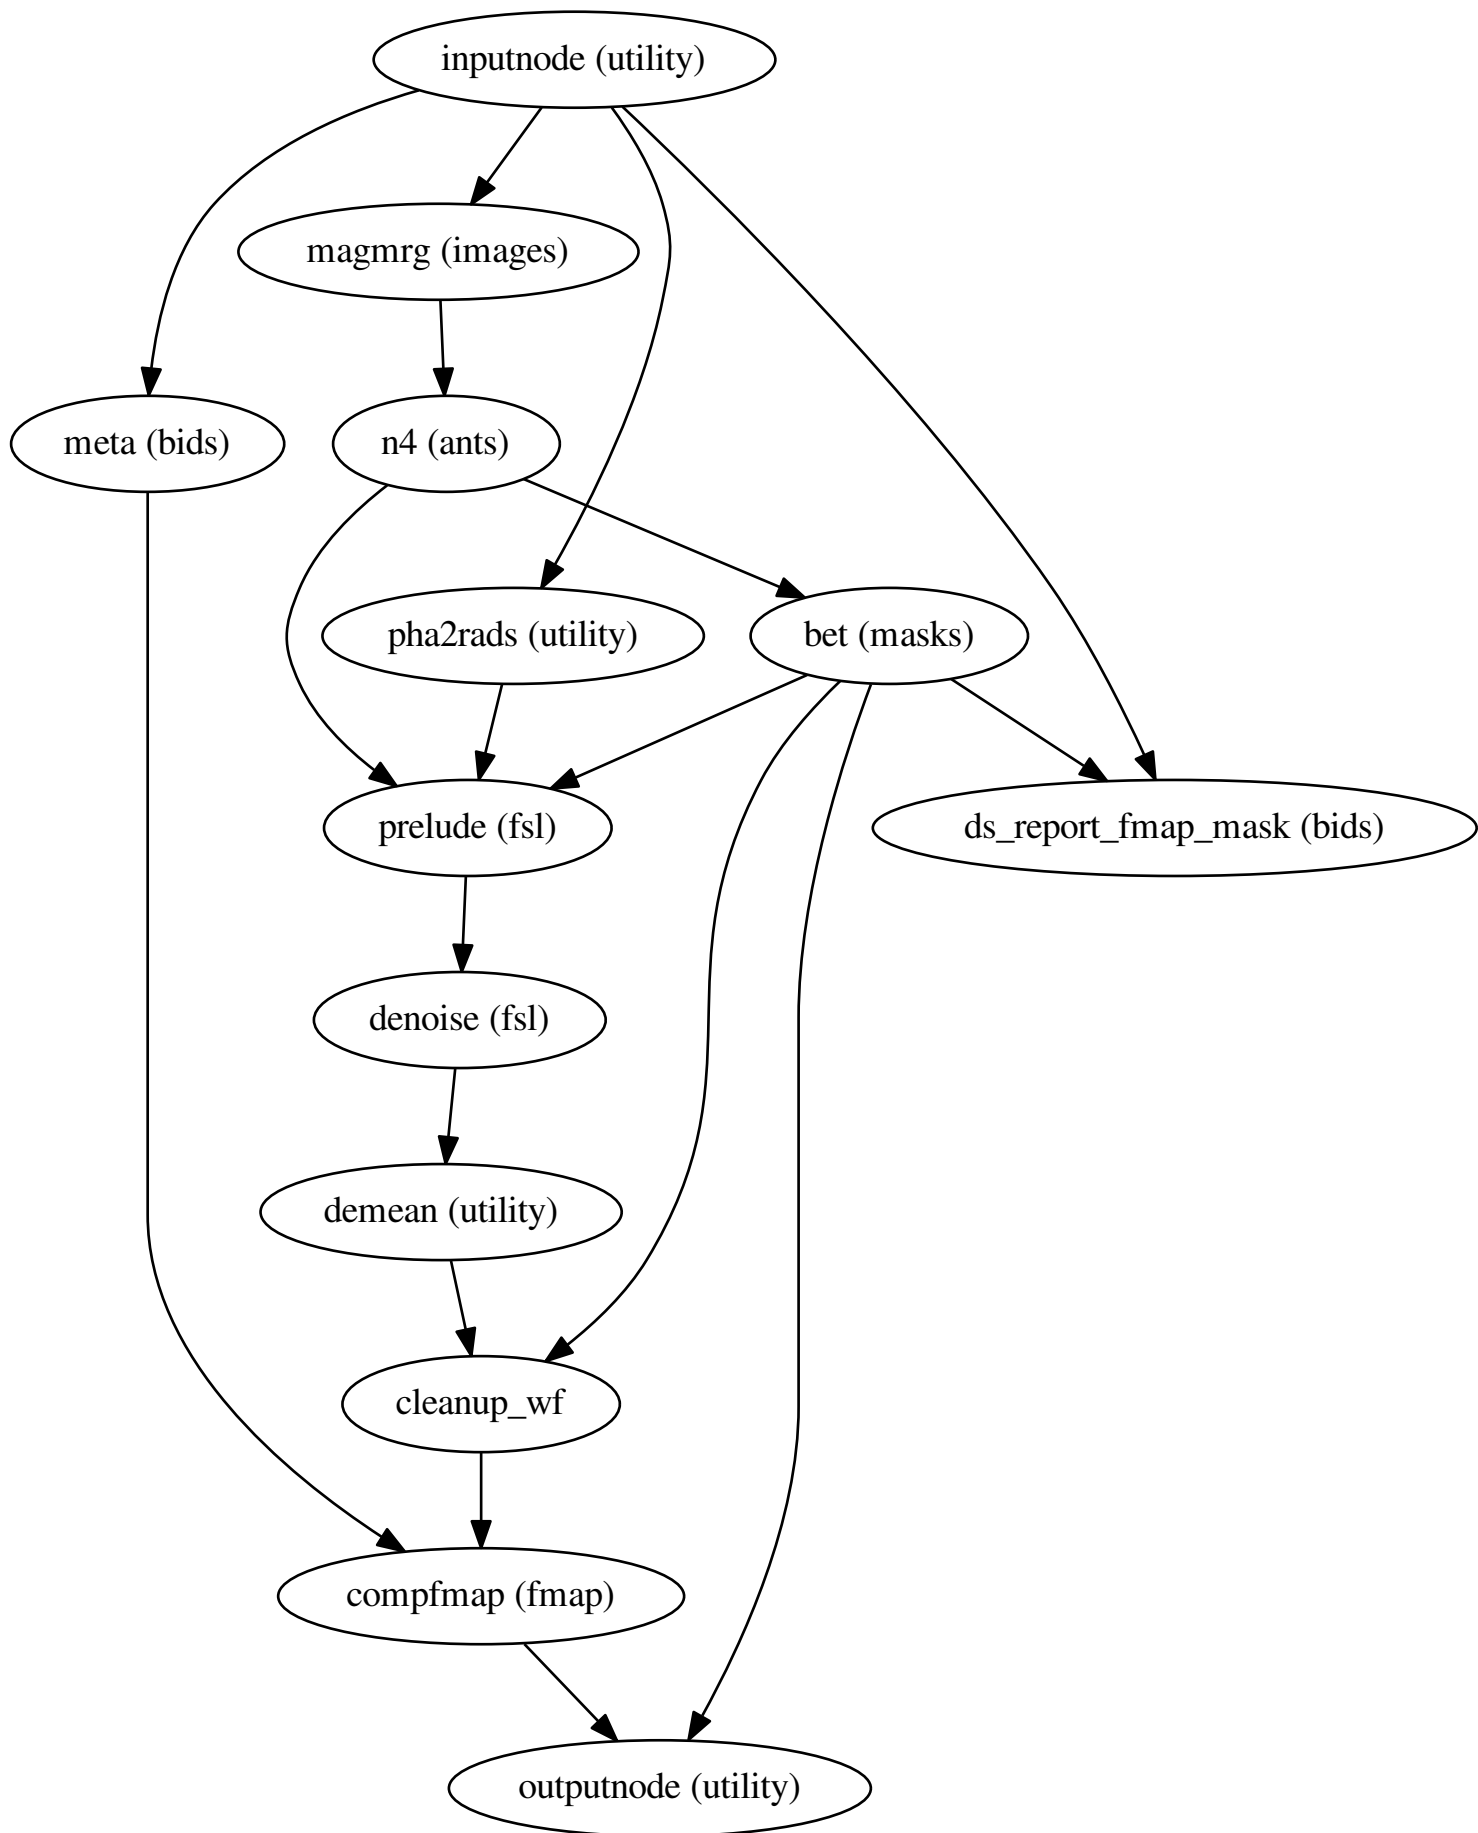 inputnode (utility)
magmrg (images)
meta (bids)
n4 (ants)
pha2rads (utility)
bet (masks)
prelude (fsl)
ds_report_fmap_mask (bids)
denoise (fsl)
demean (utility)
cleanup_wf
compfmap (fmap)
outputnode (utility)